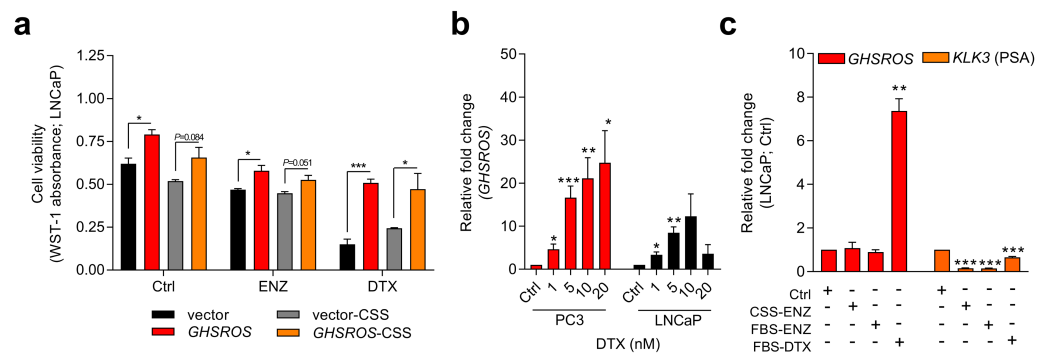 a
Cell viability
(WST-1 absorbance; LNCaP)
1.25
1.00
0.75
0.50
0.25
0.00
*
P=0.084
*
P=0.051
***
*
Ctrl
ENZ
DTX
vector
vector-CSS
GHSROS
GHSROS-CSS
b
Relative fold change
(GHSROS)
50
40
30
20
10
0
*
***
**
**
*
*
**
Ctrl 1 5 10 20 Ctrl 1 5 10 20
PC3
LNCaP
DTX (nM)
c
Relative fold change
(LNCaP; Ctrl)
GHSROS
KLK3 (PSA)
10
8
6
4
2
0
**
***
***
***
Ctrl + - - - + - - -
CSS-ENZ - + - - - + - -
FBS-ENZ - - + - - - + -
FBS-DTX - - - + - - - +